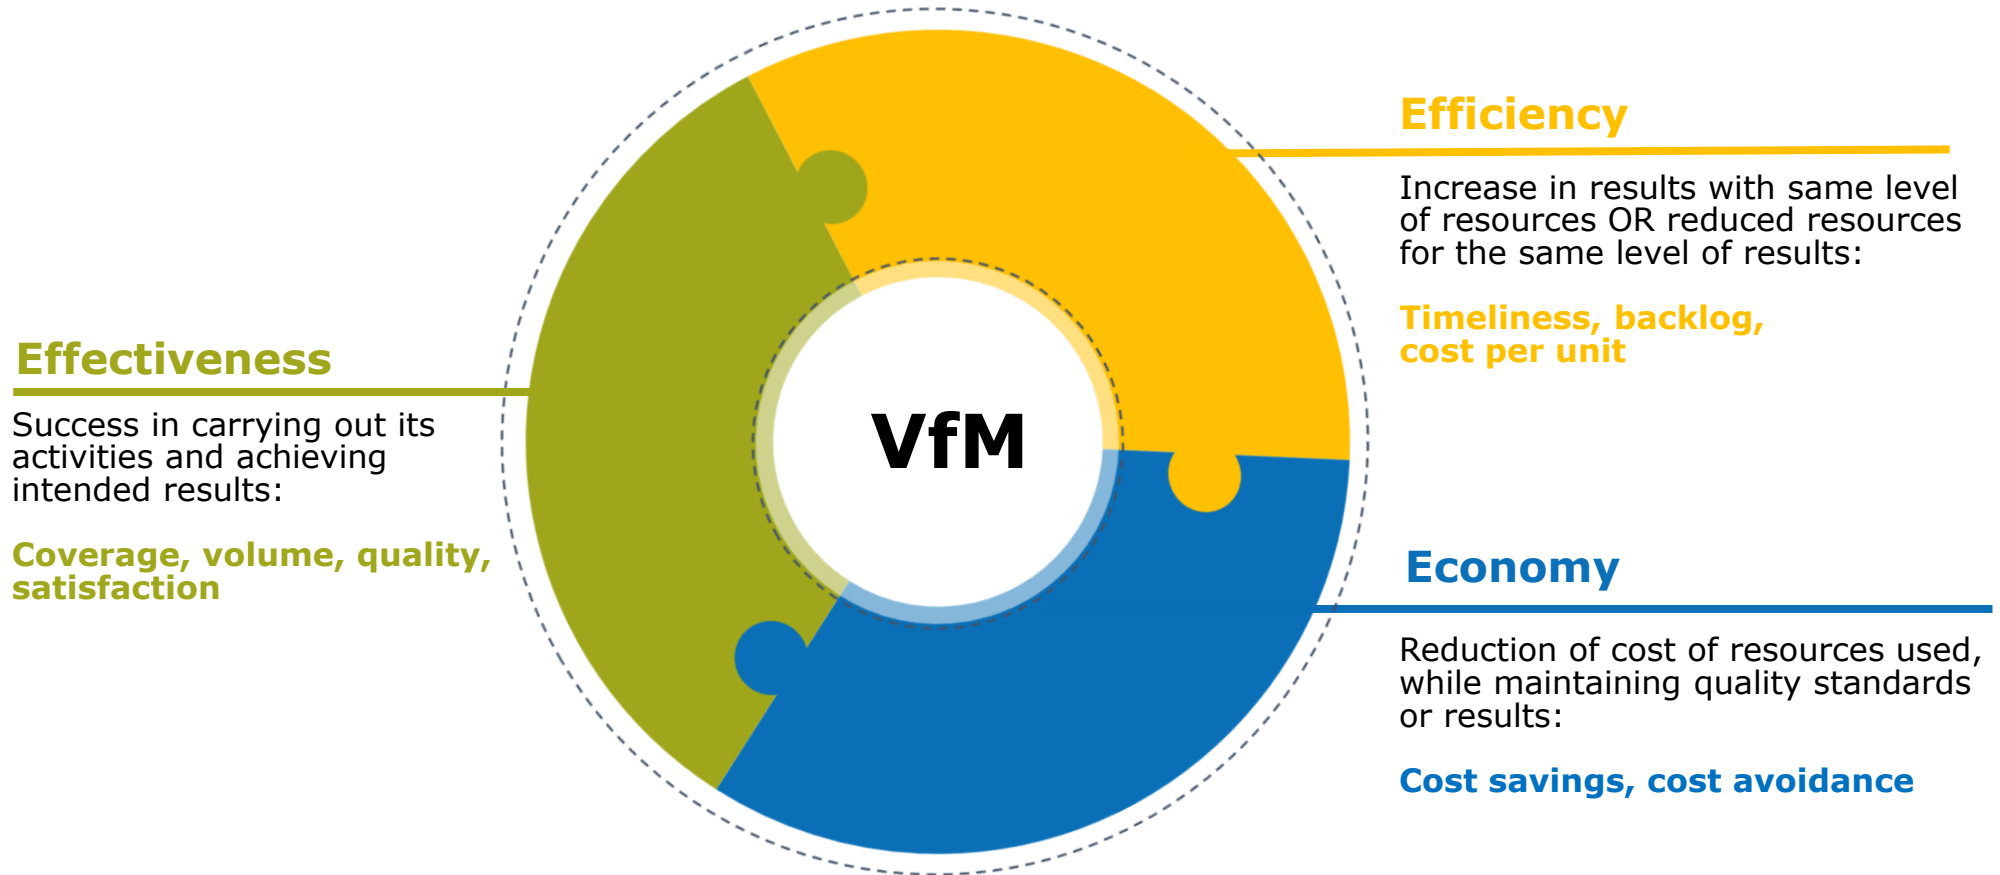 Efficiency
Increase in results with same level
of resources OR reduced resources
for the same level of results:
Timeliness, backlog,
cost per unit
Effectiveness
Success in carrying out its
activities and achieving
intended results:
Coverage, volume, quality,
satisfaction
VfM
Economy
Reduction of cost of resources used,
while maintaining quality standards
or results:
Cost savings, cost avoidance